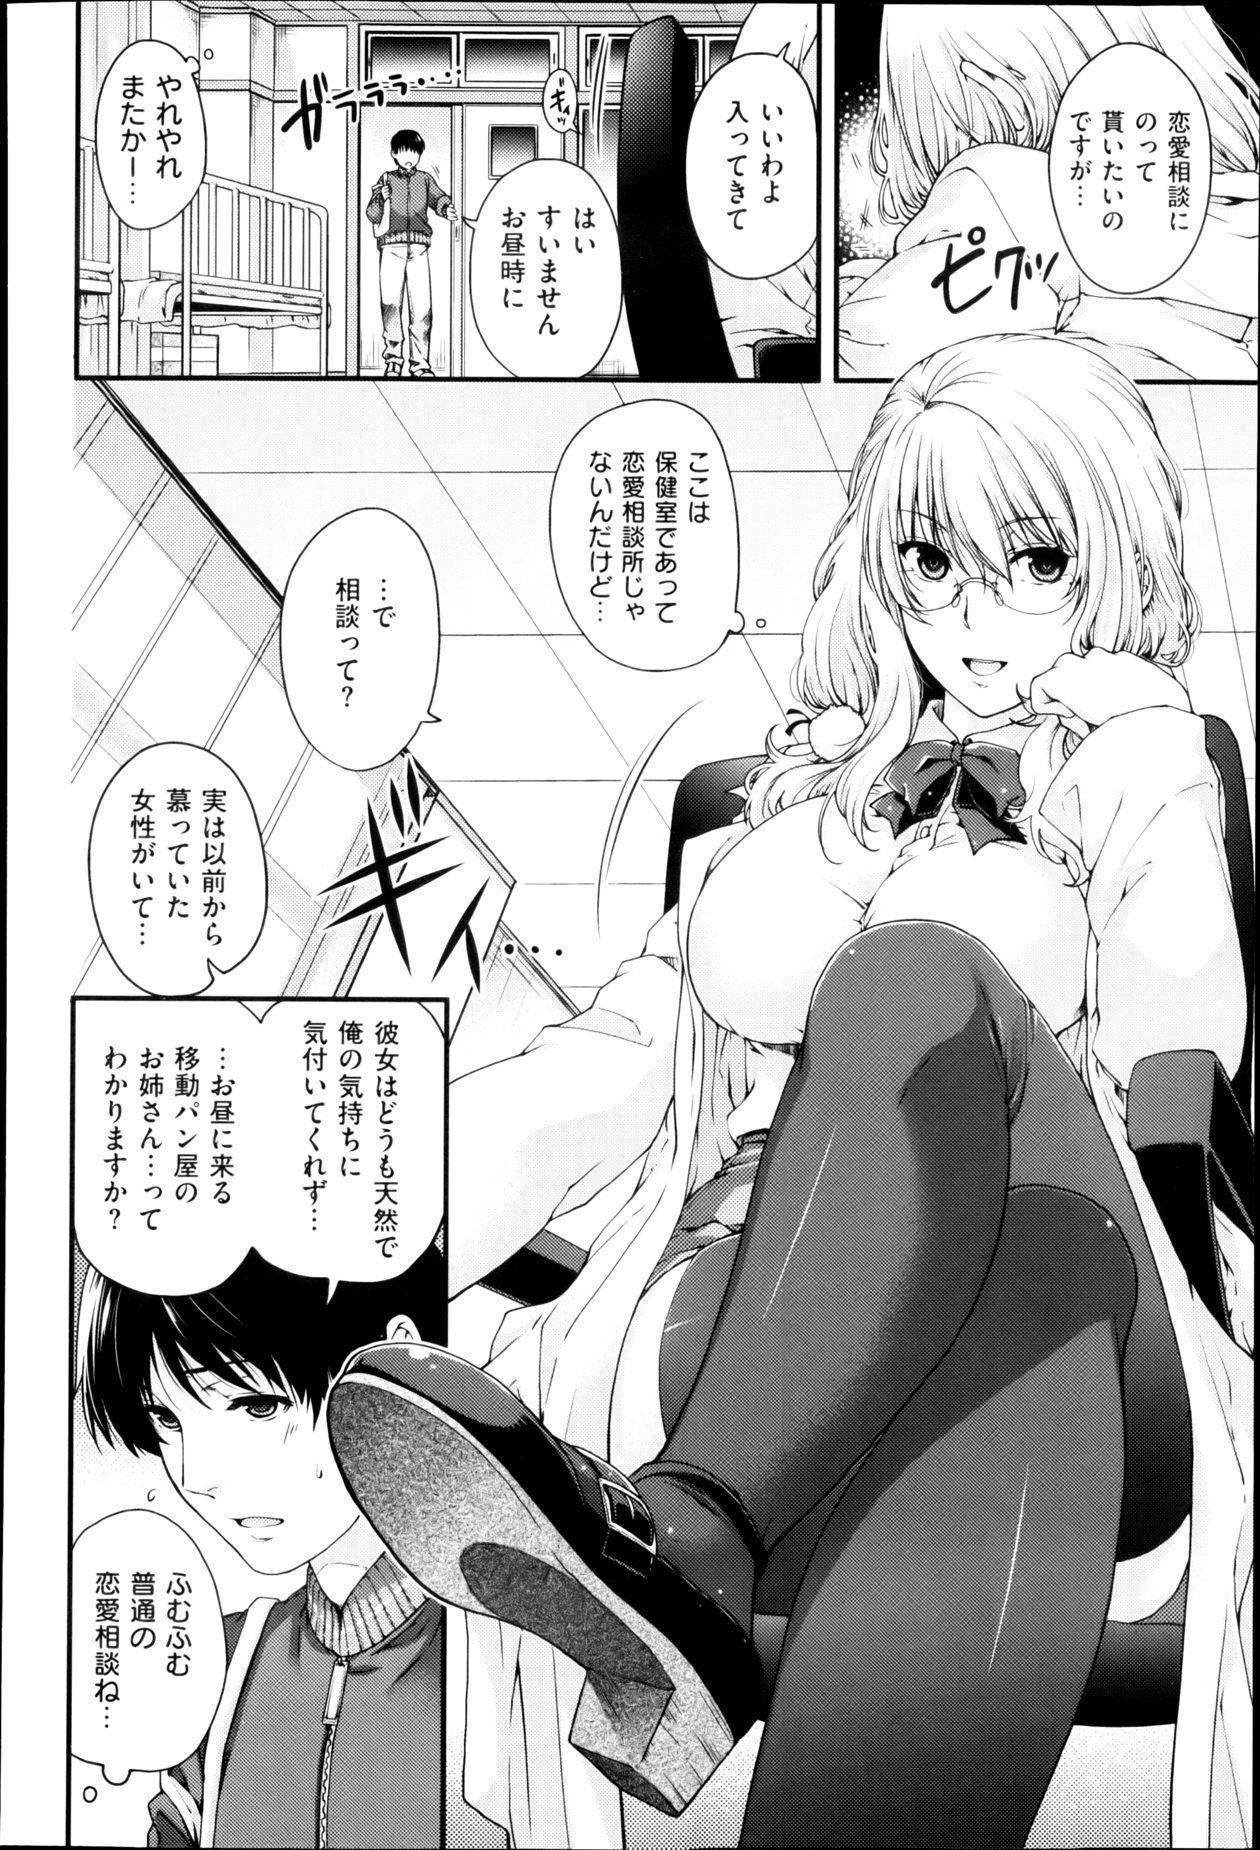 恋愛相談に
のって
貰いたいの
ですが…
ピクッ
いいわよ
入ってきて
ギィッ
はい
すいません
お昼時に
ガラララ…
やれやれ
またかー…
ここは
保健室であって
恋愛相談所じゃ
ないんだけど…
…で
相談って？
ギィ…
実は以前から
慕っていた
女性がいて…
彼女はどうも天然で
俺の気持ちに
気付いてくれず…
…お昼に来る
移動パン屋の
お姉さん…って
わかりますか？
ふむふむ
普通の
恋愛相談ね…